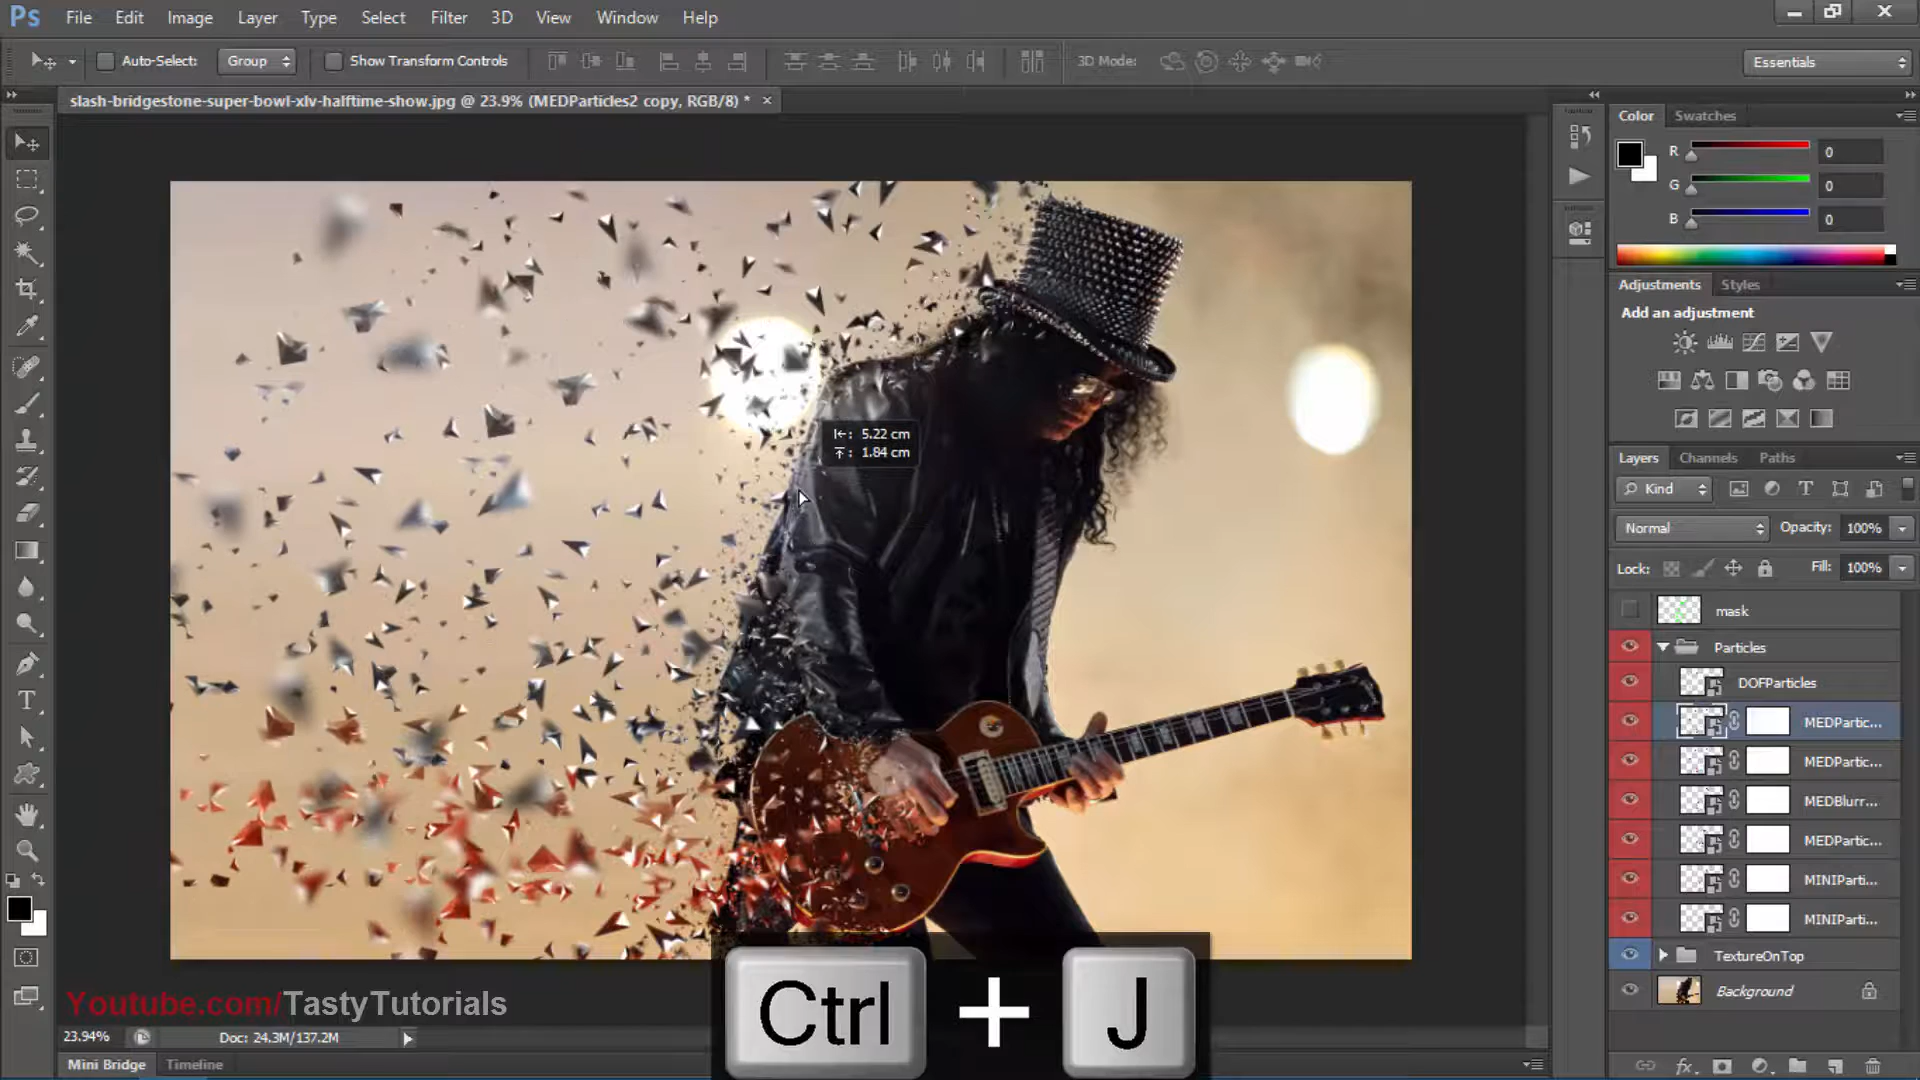 Ps File Edit Image Layer Type Select Filter 3D View Window Help
Auto-Select: Group Show Transform Controls 3D Mode: Essentials
slash-bridgestone-super-bowl-xlv-halftime-show.jpg @ 23.9% (MEDParticles2 copy, RGB/8) * ×
Color Swatches
R 0
G 0
B 0
Adjustments Styles
Add an adjustment
5.22 cm
1.84 cm
Layers Channels Paths
Kind
Normal Opacity: 100%
Lock: Fill: 100%
mask
Particles
DOFParticles
MEDPartic...
MEDPartic...
MEDBlurr...
MEDPartic...
MINIParti...
MINIParti...
TextureOnTop
Background
Ctrl + J
Youtube.com/TastyTutorials
23.94% Doc: 24.3M/137.2M
Mini Bridge Timeline